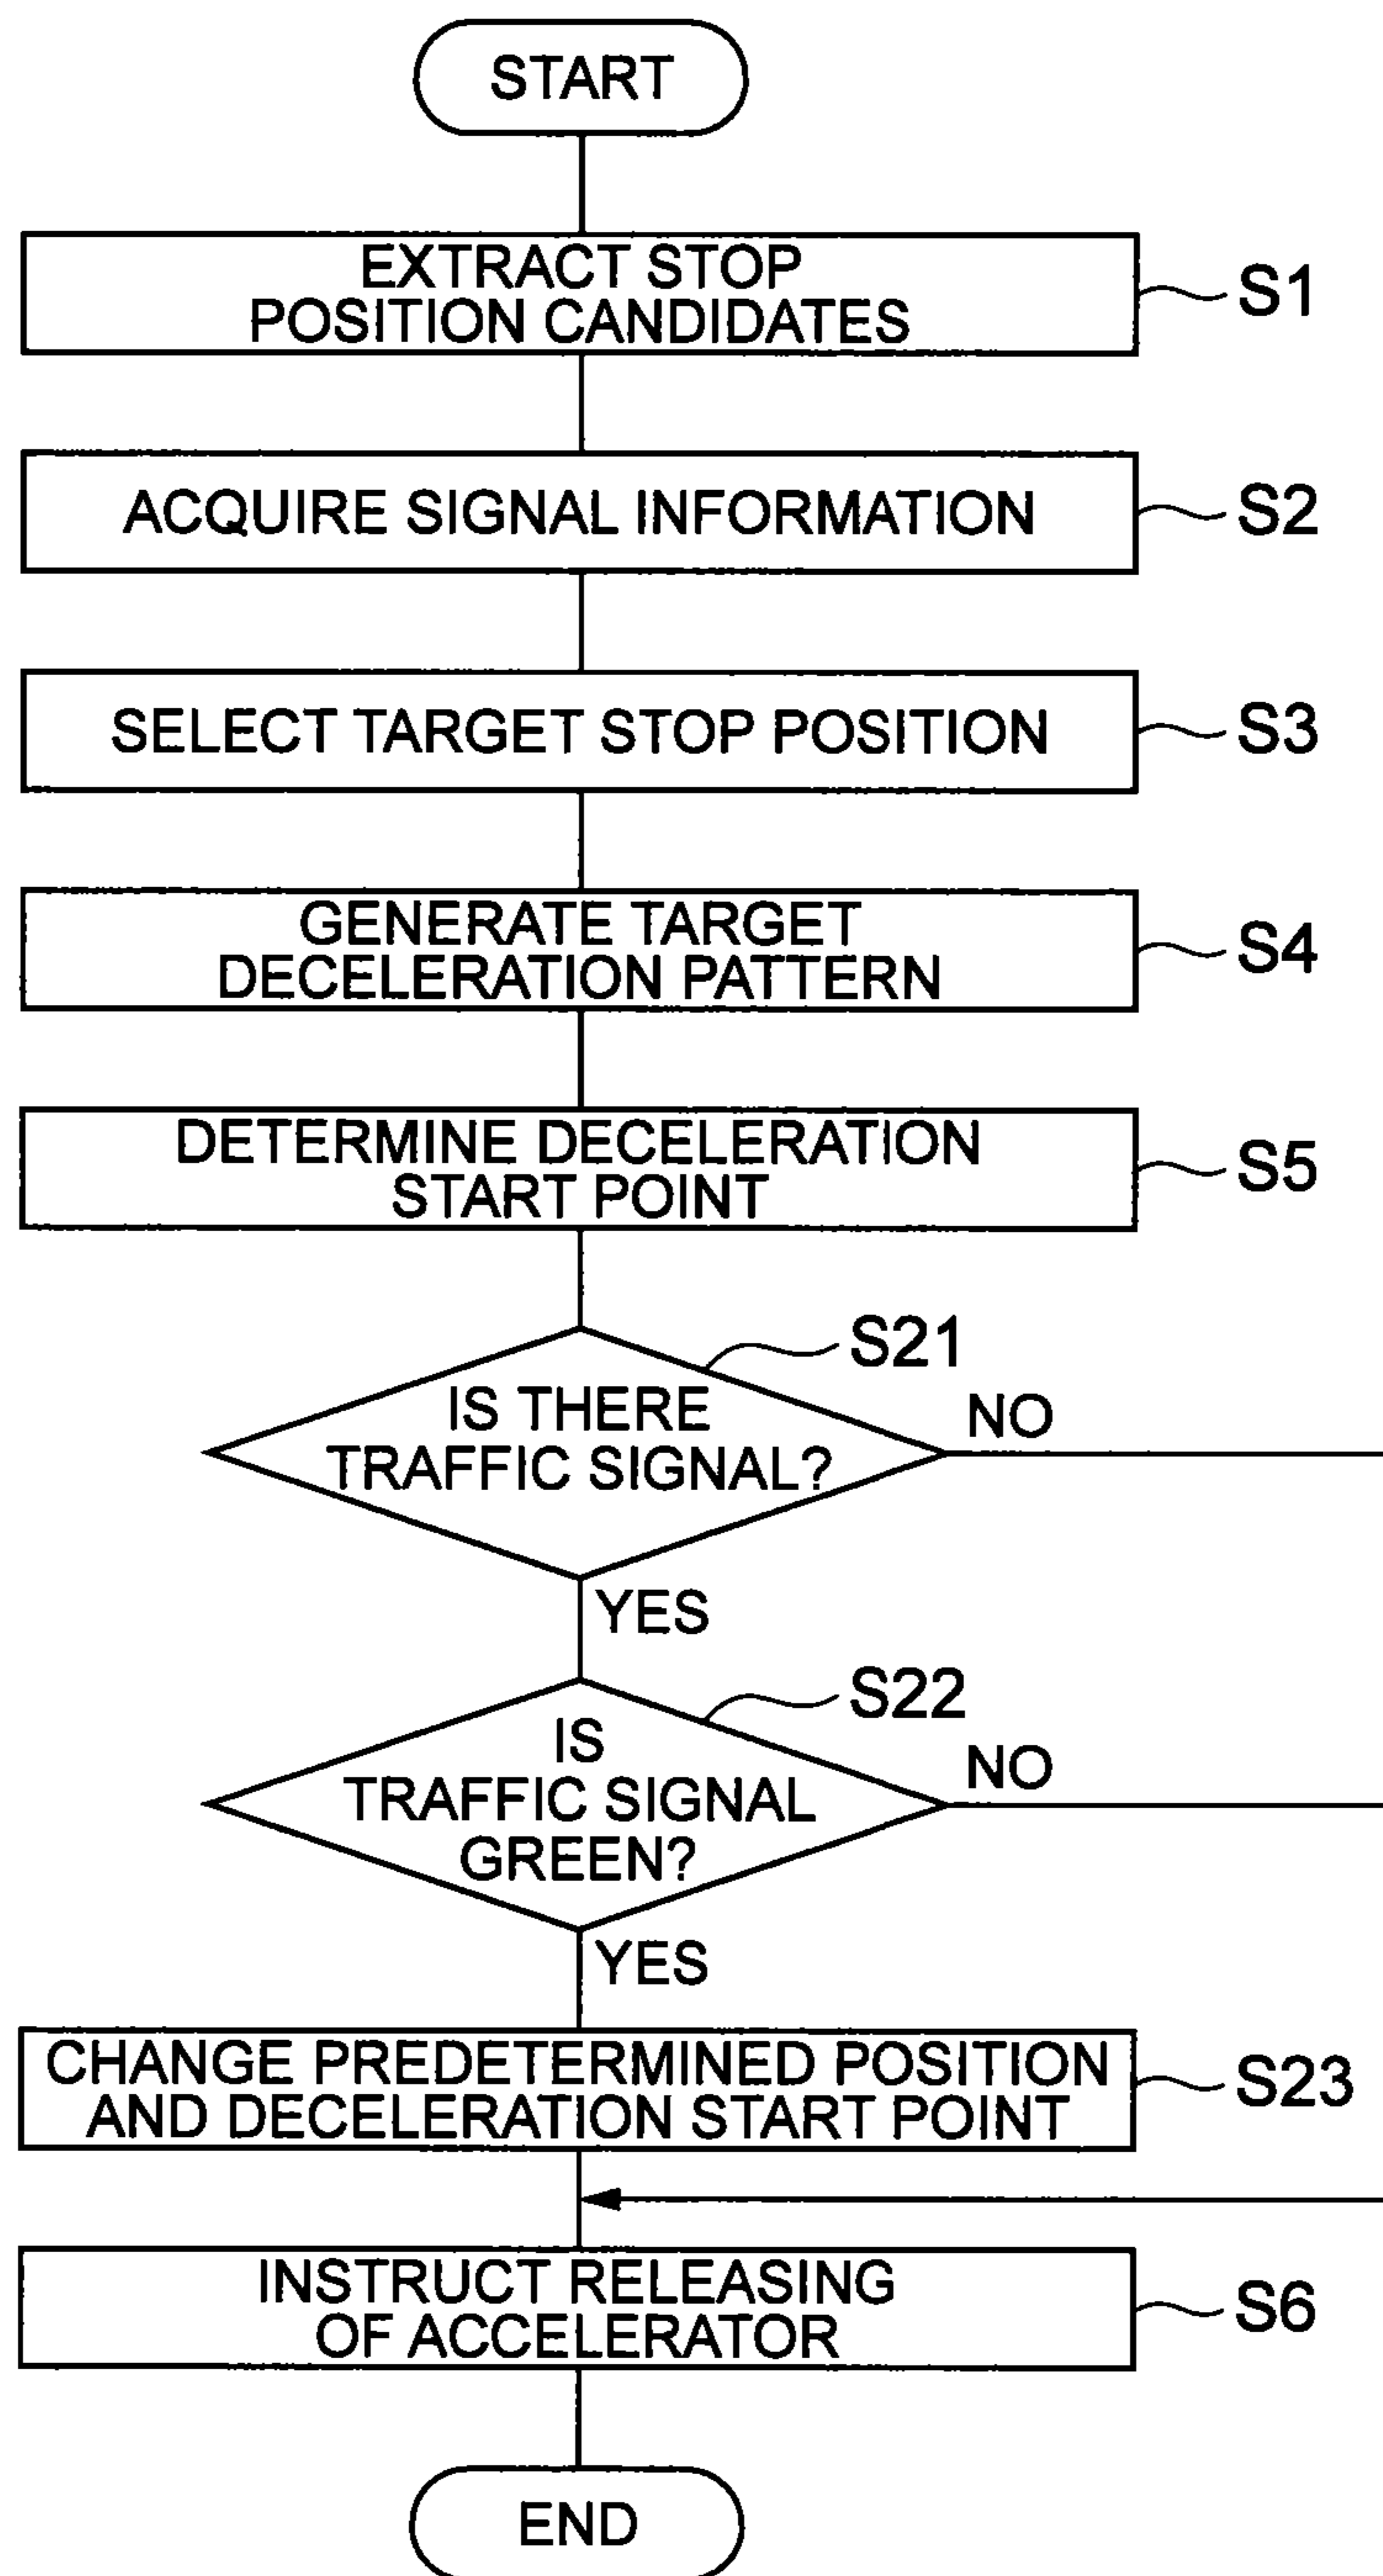 START
EXTRACT STOP
POSITION CANDIDATES
S1
ACQUIRE SIGNAL INFORMATION
S2
SELECT TARGET STOP POSITION
S3
GENERATE TARGET
DECELERATION PATTERN
S4
DETERMINE DECELERATION
START POINT
S5
S21
IS THERE
TRAFFIC SIGNAL?
NO
YES
S22
IS
TRAFFIC SIGNAL
GREEN?
NO
YES
CHANGE PREDETERMINED POSITION
AND DECELERATION START POINT
S23
INSTRUCT RELEASING
OF ACCELERATOR
S6
END